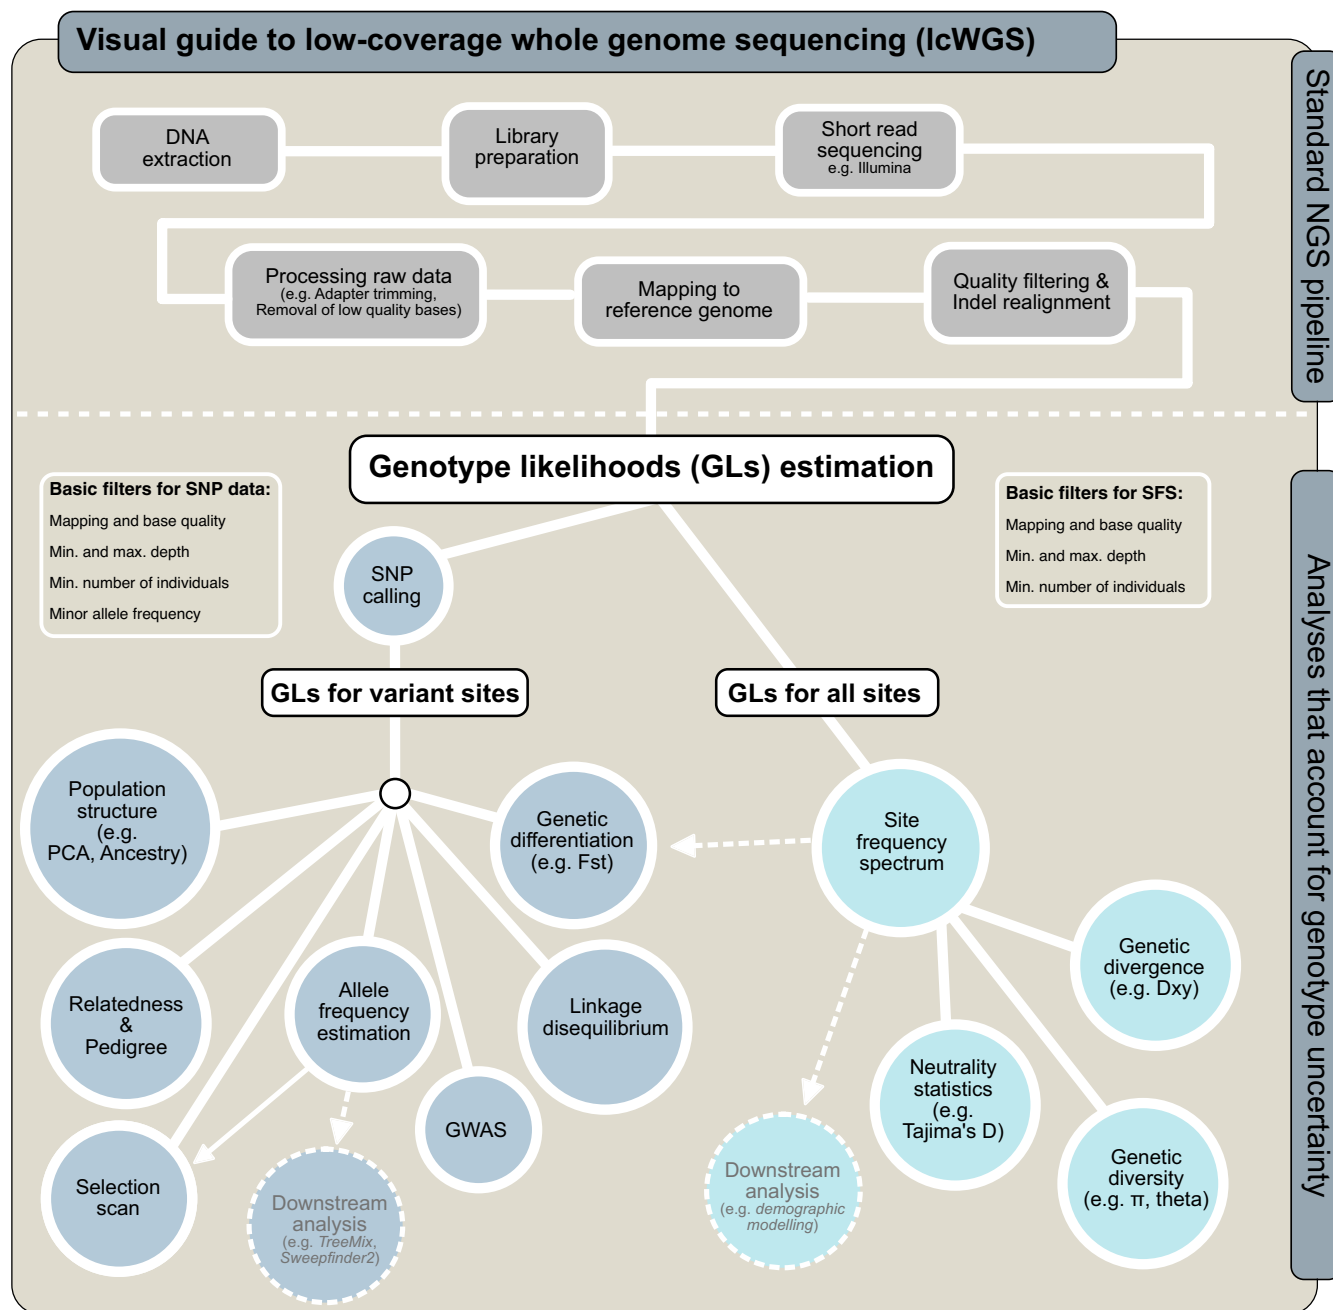 Visual guide to low-coverage whole genome sequencing (lcWGS)
Standard NGS pipeline
DNA
extraction
Library
preparation
Short read
sequencing
e.g. Illumina
Processing raw data
(e.g. Adapter trimming,
Removal of low quality bases)
Mapping to
reference genome
Quality filtering &
Indel realignment
Genotype likelihoods (GLs) estimation
Basic filters for SNP data:
Mapping and base quality
Min. and max. depth
Min. number of individuals
Minor allele frequency
Basic filters for SFS:
Mapping and base quality
Min. and max. depth
Min. number of individuals
Analyses that account for genotype uncertainty
SNP
calling
GLs for variant sites
GLs for all sites
Population
structure
(e.g.
PCA, Ancestry)
Genetic
differentiation
(e.g. Fst)
Site
frequency
spectrum
Relatedness
&
Pedigree
Allele
frequency
estimation
Linkage
disequilibrium
Genetic
divergence
(e.g. Dxy)
Neutrality
statistics
(e.g.
Tajima's D)
GWAS
Selection
scan
Downstream
analysis
(e.g. TreeMix,
Sweepfinder2)
Downstream
analysis
(e.g. demographic
modelling)
Genetic
diversity
(e.g. π, theta)